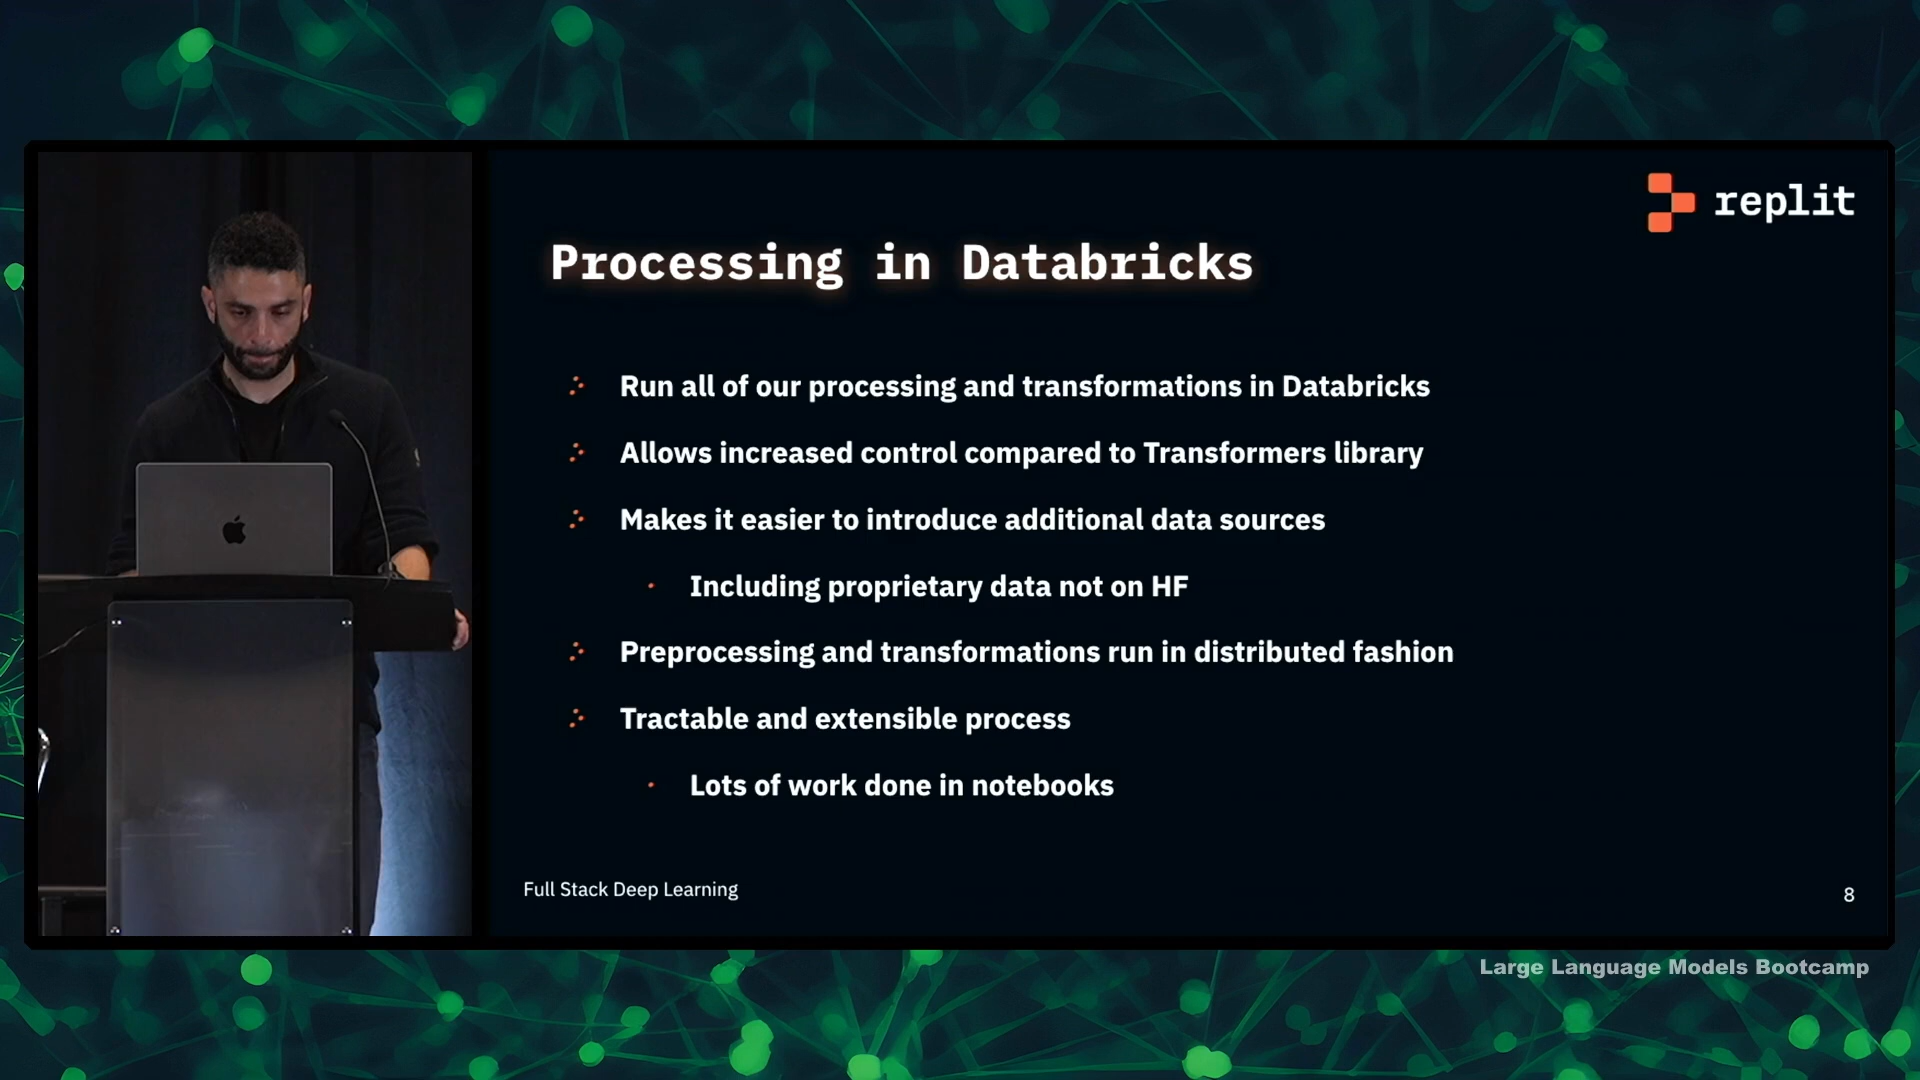 replit
Processing in Databricks
Run all of our processing and transformations in Databricks
Allows increased control compared to Transformers library
Makes it easier to introduce additional data sources
Including proprietary data not on HF
Preprocessing and transformations run in distributed fashion
Tractable and extensible process
Lots of work done in notebooks
Full Stack Deep Learning
8
Large Language Models Bootcamp